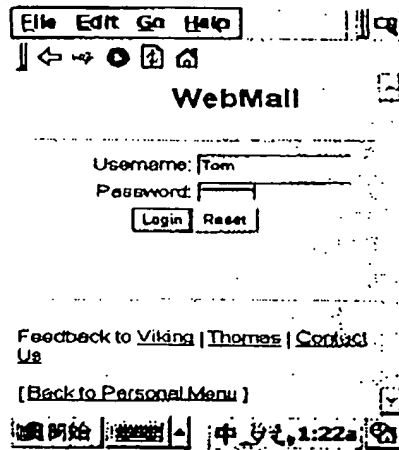 File Edit Go Help
WebMail
Username: Tom
Password:
Login Reset
Feedback to Viking | Thomas | Contact
Us
[ Back to Personal Menu ]
開始 中 1:22a